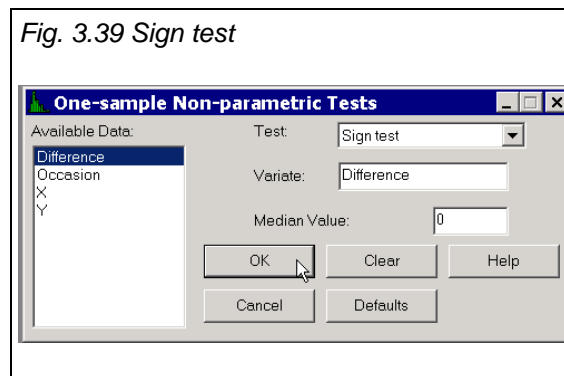 Fig. 3.39 Sign test
One-sample Non-parametric Tests
Available Data:
Test:
Sign test
Difference
Occasion
X
Y
Variate:
Difference
Median Value:
0
OK
Clear
Help
Cancel
Defaults